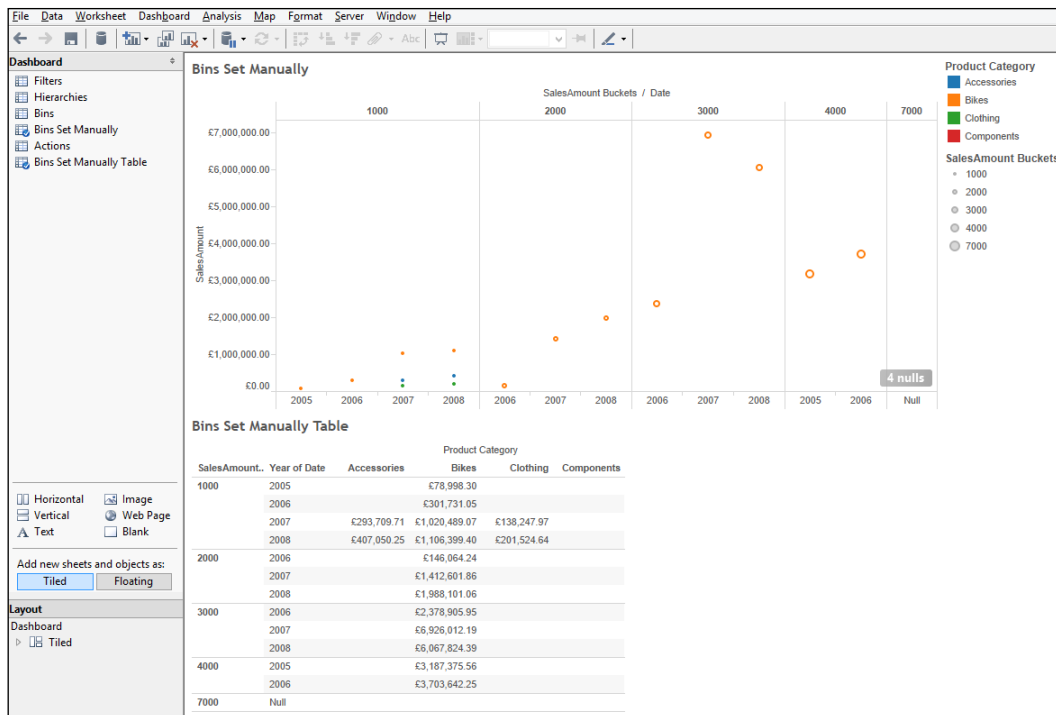 File Data Worksheet Dashboard Analysis Map Format Server Window Help
Abc
Dashboard
Filters
Hierarchies
Bins
Bins Set Manually
Actions
Bins Set Manually Table
Horizontal Image
Vertical Web Page
Text Blank
Add new sheets and objects as:
Tiled Floating
Layout
Dashboard
Tiled
Bins Set Manually
SalesAmount Buckets / Date
1000 2000 3000 4000 7000
SalesAmount
£7,000,000.00
£6,000,000.00
£5,000,000.00
£4,000,000.00
£3,000,000.00
£2,000,000.00
£1,000,000.00
£0.00
4 nulls
2005 2006 2007 2008 2006 2007 2008 2006 2007 2008 2005 2006 Null
Product Category
Accessories
Bikes
Clothing
Components
SalesAmount Buckets
1000
2000
3000
4000
7000
Bins Set Manually Table
Product Category
SalesAmount.. Year of Date Accessories Bikes Clothing Components
1000 2005 £78,998.30
2006 £301,731.05
2007 £293,709.71 £1,020,489.07 £138,247.97
2008 £407,050.25 £1,106,399.40 £201,524.64
2000 2006 £146,064.24
2007 £1,412,601.86
2008 £1,988,101.06
3000 2006 £2,378,905.95
2007 £6,926,012.19
2008 £6,067,824.39
4000 2005 £3,187,375.56
2006 £3,703,642.25
7000 Null